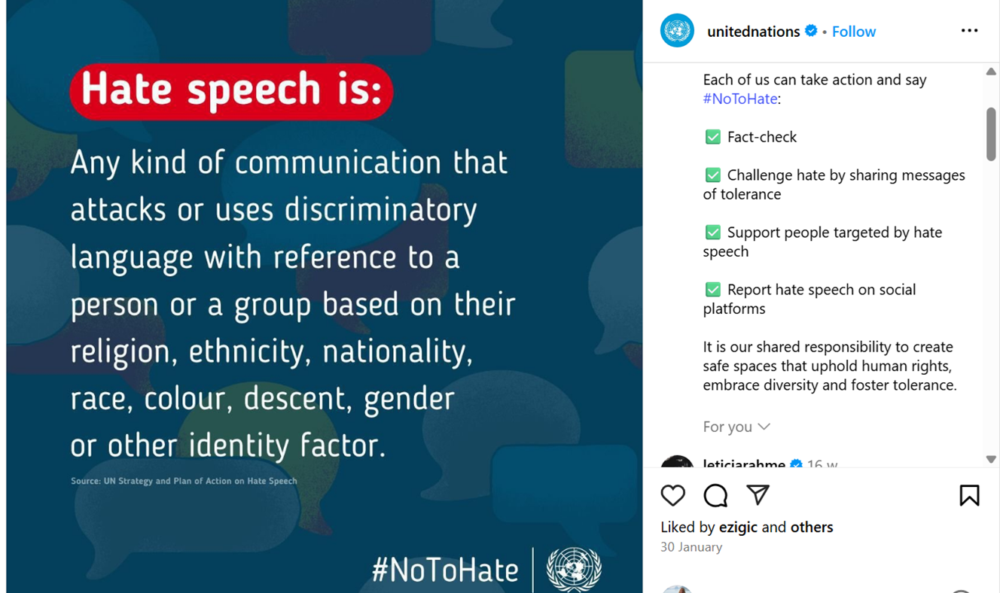 Hate speech is:
Any kind of communication that
attacks or uses discriminatory
language with reference to a
person or a group based on their
religion, ethnicity, nationality,
race, colour, descent, gender
or other identity factor.
Source: UN Strategy and Plan of Action on Hate Speech
#NoToHate
unitednations • Follow
Each of us can take action and say
#NoToHate:
✅ Fact-check
✅ Challenge hate by sharing messages
of tolerance
✅ Support people targeted by hate
speech
✅ Report hate speech on social
platforms
It is our shared responsibility to create
safe spaces that uphold human rights,
embrace diversity and foster tolerance.
For you
leticiarahme 16 w
Liked by ezigic and others
30 January